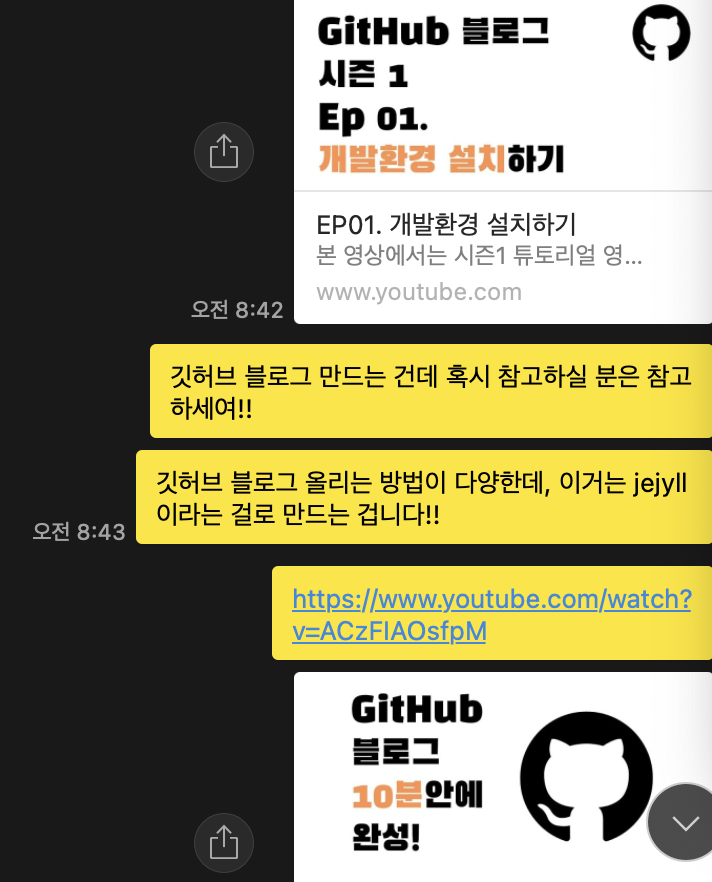 GitHub 블로그
시즌 1
Ep 01.
개발환경 설치하기
EP01. 개발환경 설치하기
본 영상에서는 시즌1 튜토리얼 영...
www.youtube.com
오전 8:42
깃허브 블로그 만드는 건데 혹시 참고하실 분은 참고
하세여!!
깃허브 블로그 올리는 방법이 다양한데, 이거는 jejyll
이라는 걸로 만드는 겁니다!!
오전 8:43
https://www.youtube.com/watch?
v=ACzFIAOsfpM
GitHub
블로그
10분안에
완성!